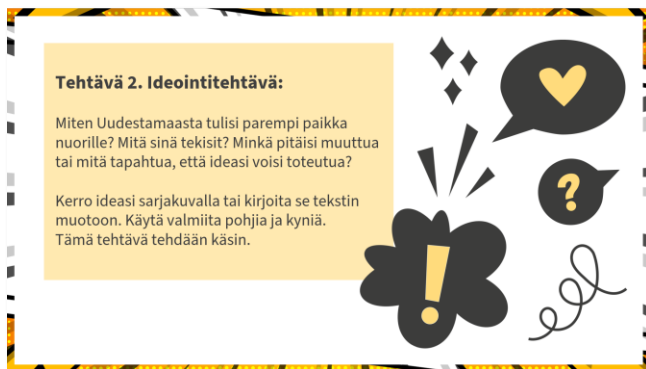 Tehtävä 2. Ideointitehtävä:
Miten Uudestamaasta tulisi parempi paikka
nuorille? Mitä sinä tekisit? Minkä pitäisi muuttua
tai mitä tapahtua, että ideasi voisi toteutua?
Kerro ideasi sarjakuvalla tai kirjoita se tekstin
muotoon. Käytä valmiita pohjia ja kyniä.
Tämä tehtävä tehdään käsin.
?
!